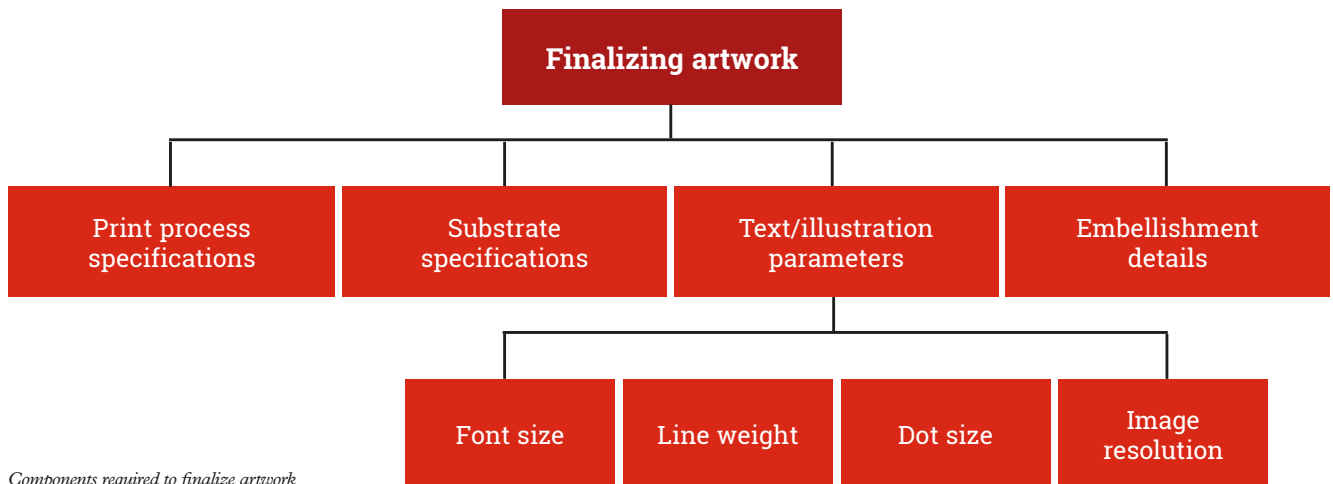 Finalizing artwork
Print process
specifications
Substrate
specifications
Text/illustration
parameters
Embellishment
details
Font size
Line weight
Dot size
Image
resolution
Components required to finalize artwork